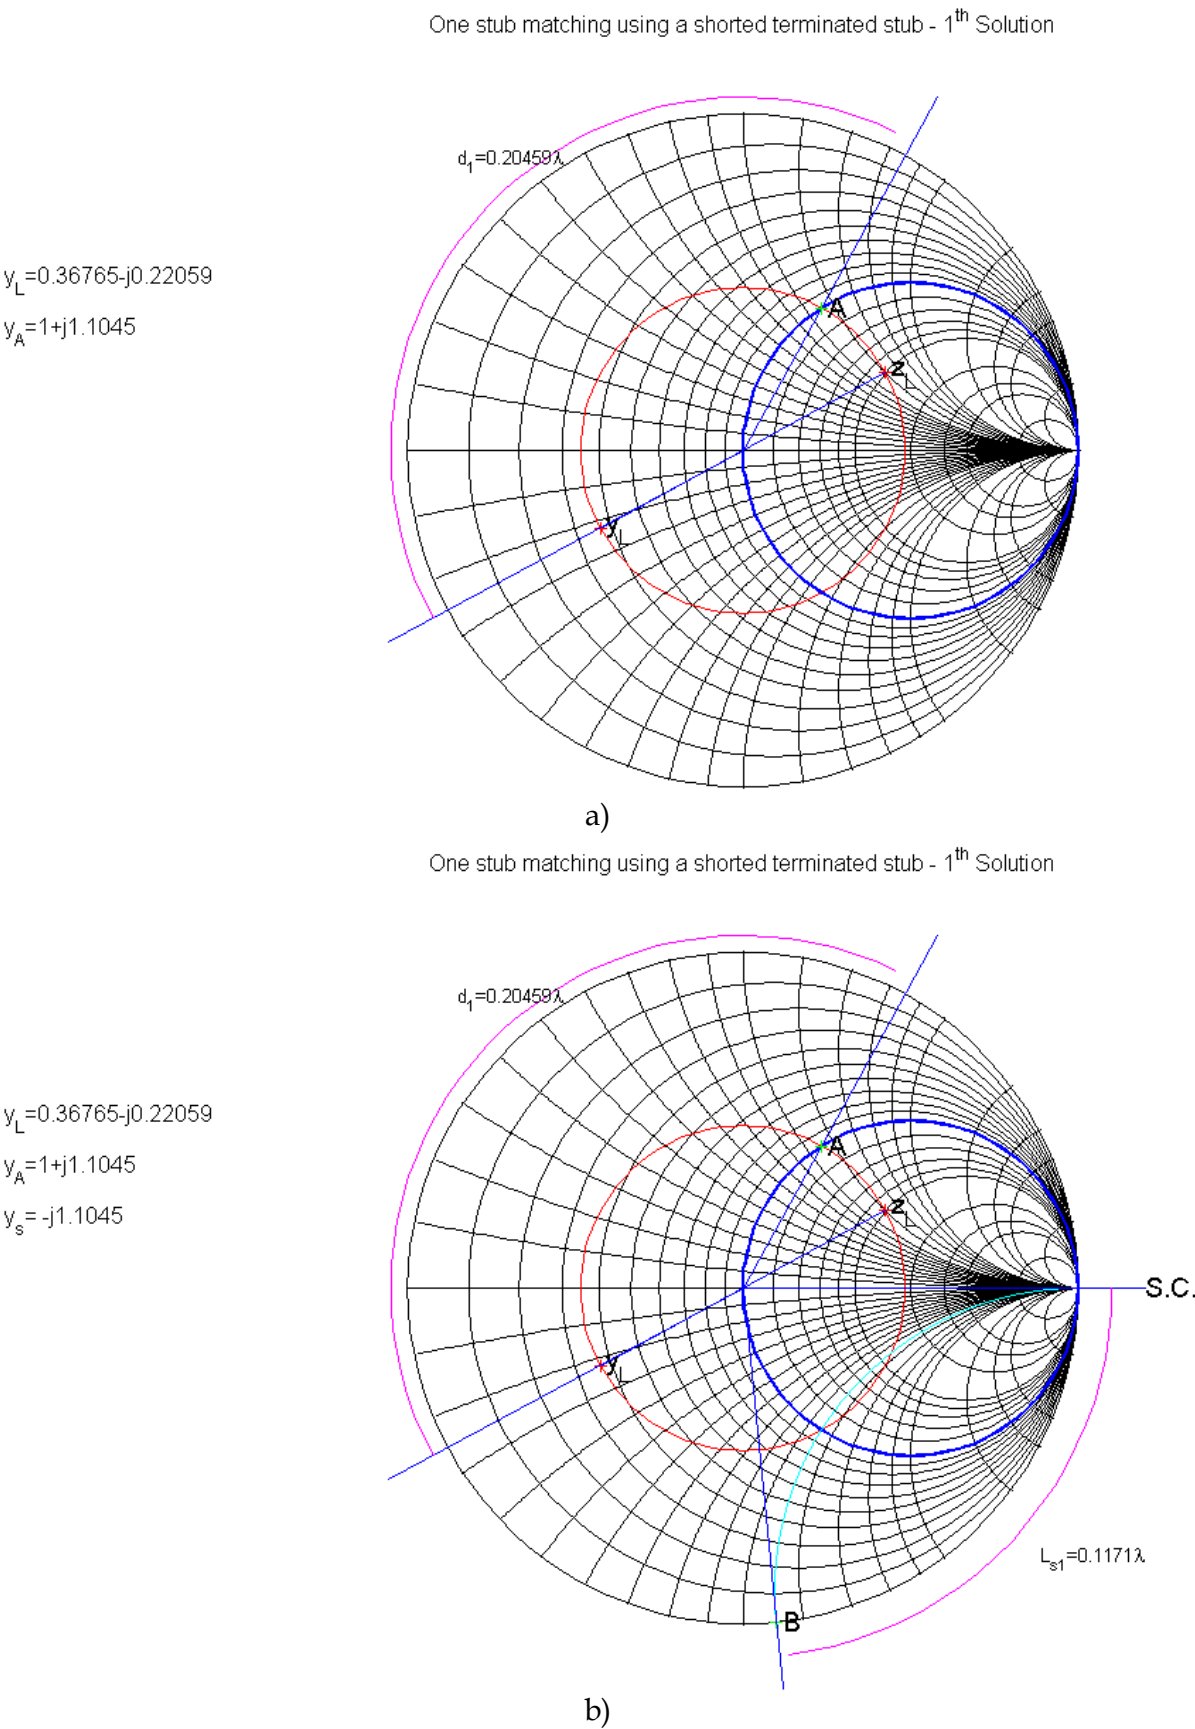 One stub matching using a shorted terminated stub - 1th Solution
d1=0.20459λ
yL=0.36765-j0.22059
yA=1+j1.1045
A
zL
yL
a)
One stub matching using a shorted terminated stub - 1th Solution
d1=0.20459λ
yL=0.36765-j0.22059
yA=1+j1.1045
ys= -j1.1045
A
zL
S.C.
yL
Ls1=0.1171λ
B
b)